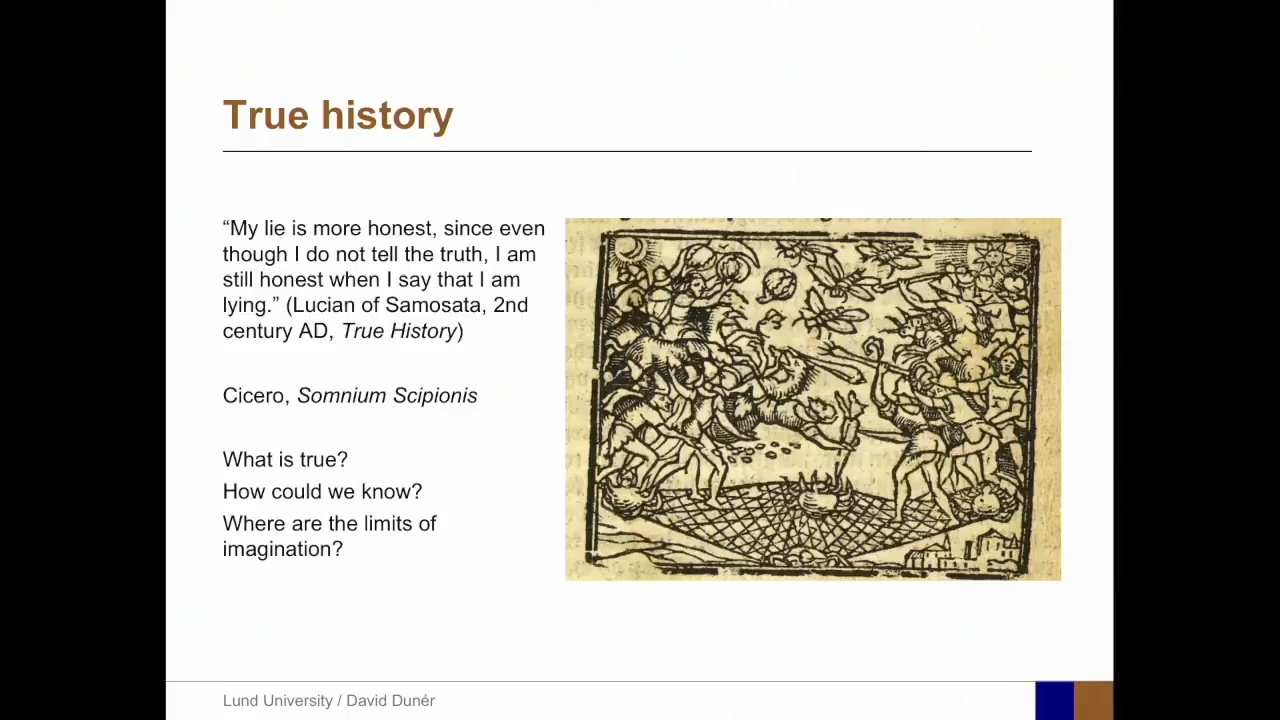 True history
“My lie is more honest, since even
though I do not tell the truth, I am
still honest when I say that I am
lying.” (Lucian of Samosata, 2nd
century AD, True History)
Cicero, Somnium Scipionis
What is true?
How could we know?
Where are the limits of
imagination?
Lund University / David Dunér